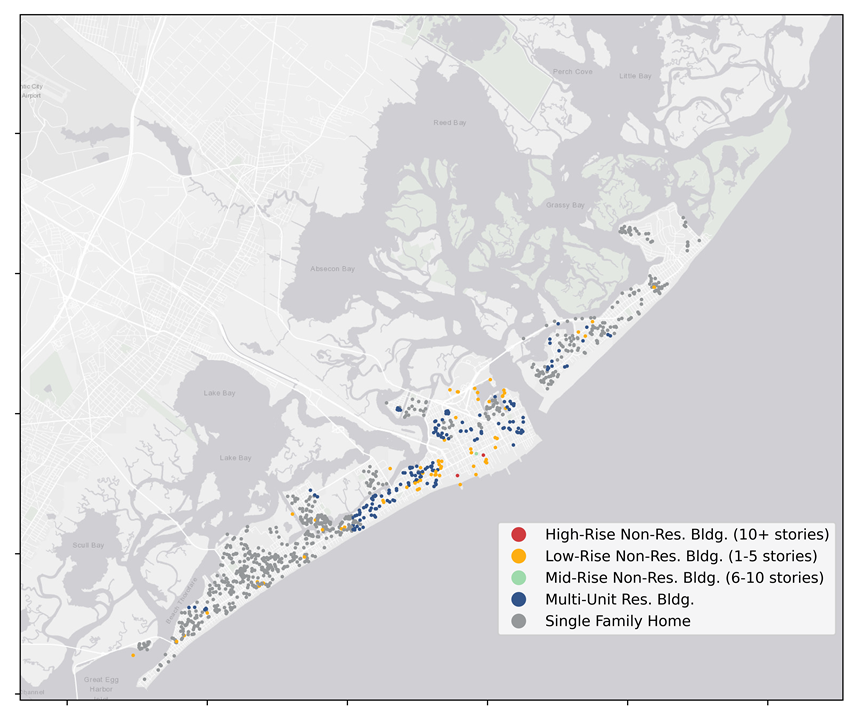 tic City
Airport
Perch Cove
Little Bay
Reed Bay
Grassy Bay
Absecon Bay
Lake Bay
Lake Bay
Scull Bay
Great Egg
Harbor
High-Rise Non-Res. Bldg. (10+ stories)
Low-Rise Non-Res. Bldg. (1-5 stories)
Mid-Rise Non-Res. Bldg. (6-10 stories)
Multi-Unit Res. Bldg.
Single Family Home